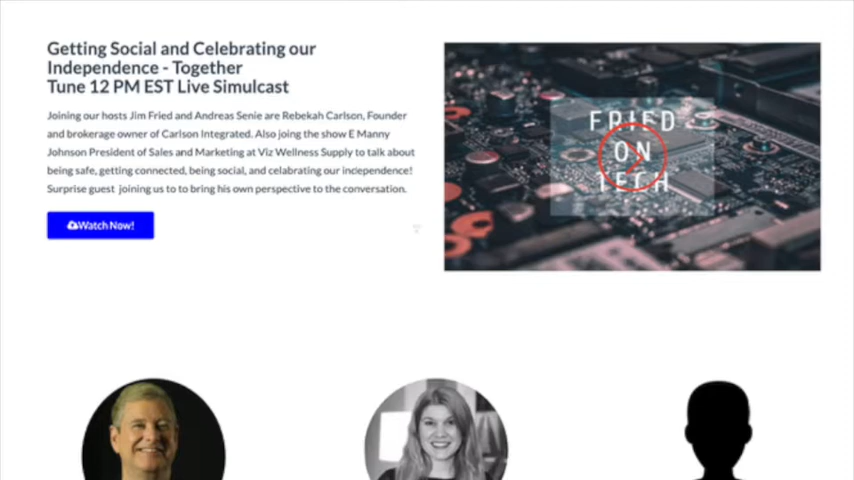 Getting Social and Celebrating our
Independence - Together
Tune 12 PM EST Live Simulcast
Joining our hosts Jim Fried and Andreas Senie are Rebekah Carlson, Founder
and brokerage owner of Carlson Integrated. Also joining the show E Manny
Johnson President of Sales and Marketing at Viz Wellness Supply to talk about
being safe, getting connected, being social, and celabrating our independence!
Surprise guest joining us to to bring his own perspective to the conversation.
Watch Now!
FRIED
ON
TECH